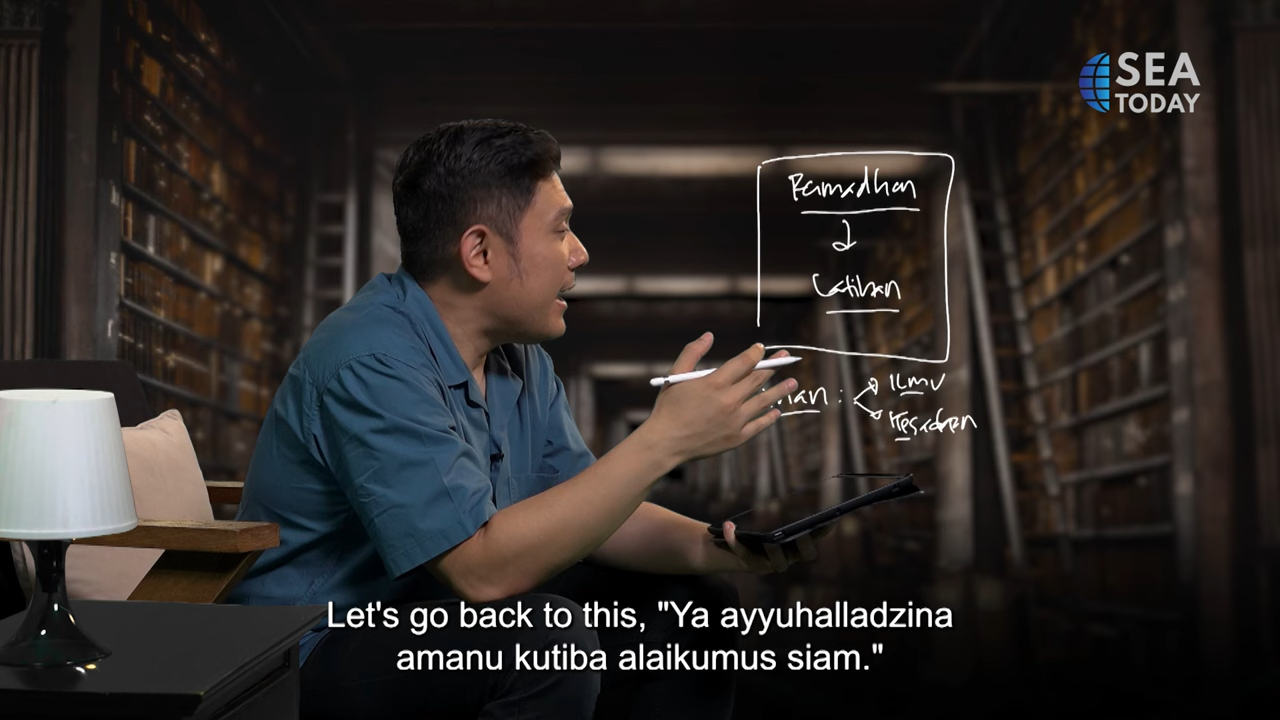 SEA
TODAY
Ramadhan
Latihan
: ILMU
Kesadaran
Let's go back to this, "Ya ayyuhalladzina
amanu kutiba alaikumus siam."